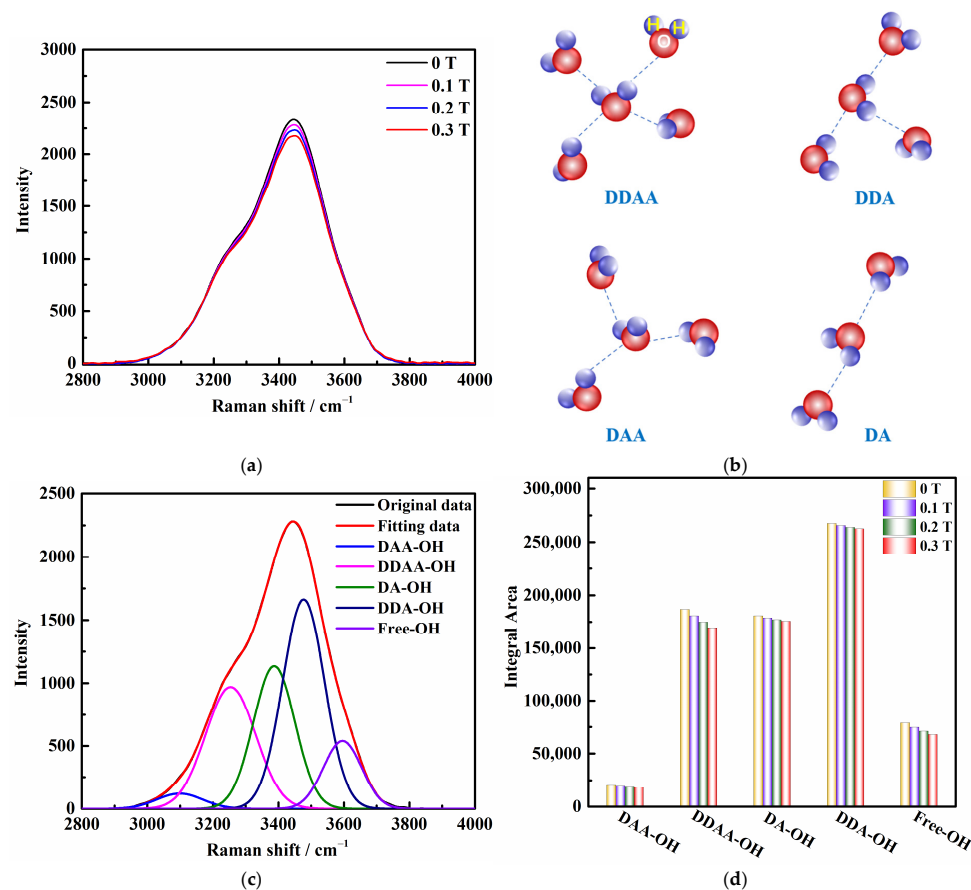 3000
2500
2000
1500
1000
500
0
2800 3000 3200 3400 3600 3800 4000
Intensity
Raman shift / cm⁻¹
0 T
0.1 T
0.2 T
0.3 T
(a)
H H
O
DDAA
DDA
DAA
DA
(b)
2500
2000
1500
1000
500
0
2800 3000 3200 3400 3600 3800 4000
Intensity
Raman shift / cm⁻¹
Original data
Fitting data
DAA-OH
DDAA-OH
DA-OH
DDA-OH
Free-OH
(c)
300,000
250,000
200,000
150,000
100,000
50,000
0
Integral Area
DAA-OH
DDAA-OH
DA-OH
DDA-OH
Free-OH
0 T
0.1 T
0.2 T
0.3 T
(d)